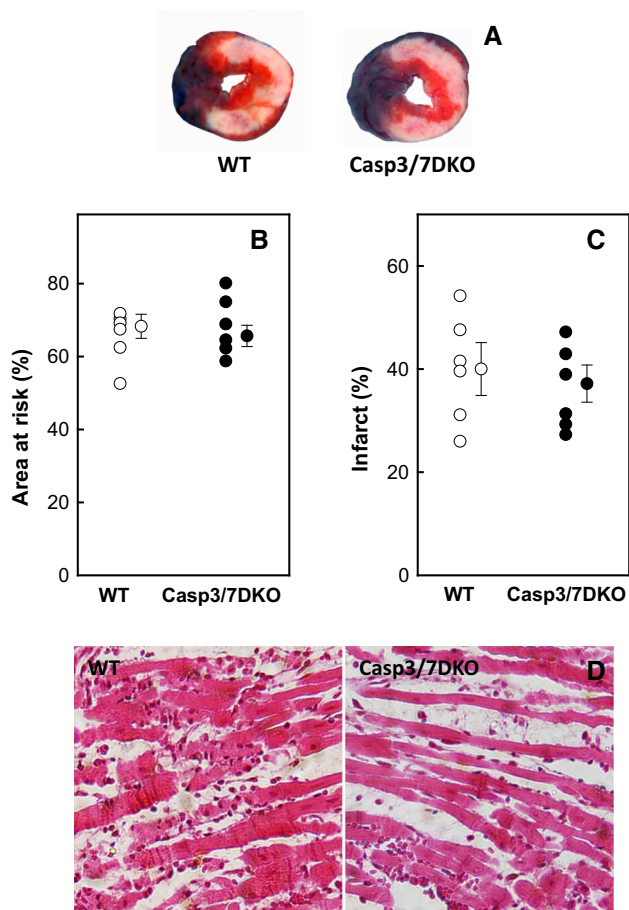 A
WT
Casp3/7DKO
B
Area at risk (%)
80
60
40
20
0
WT
Casp3/7DKO
C
Infarct (%)
60
40
20
0
WT
Casp3/7DKO
WT
Casp3/7DKO
D